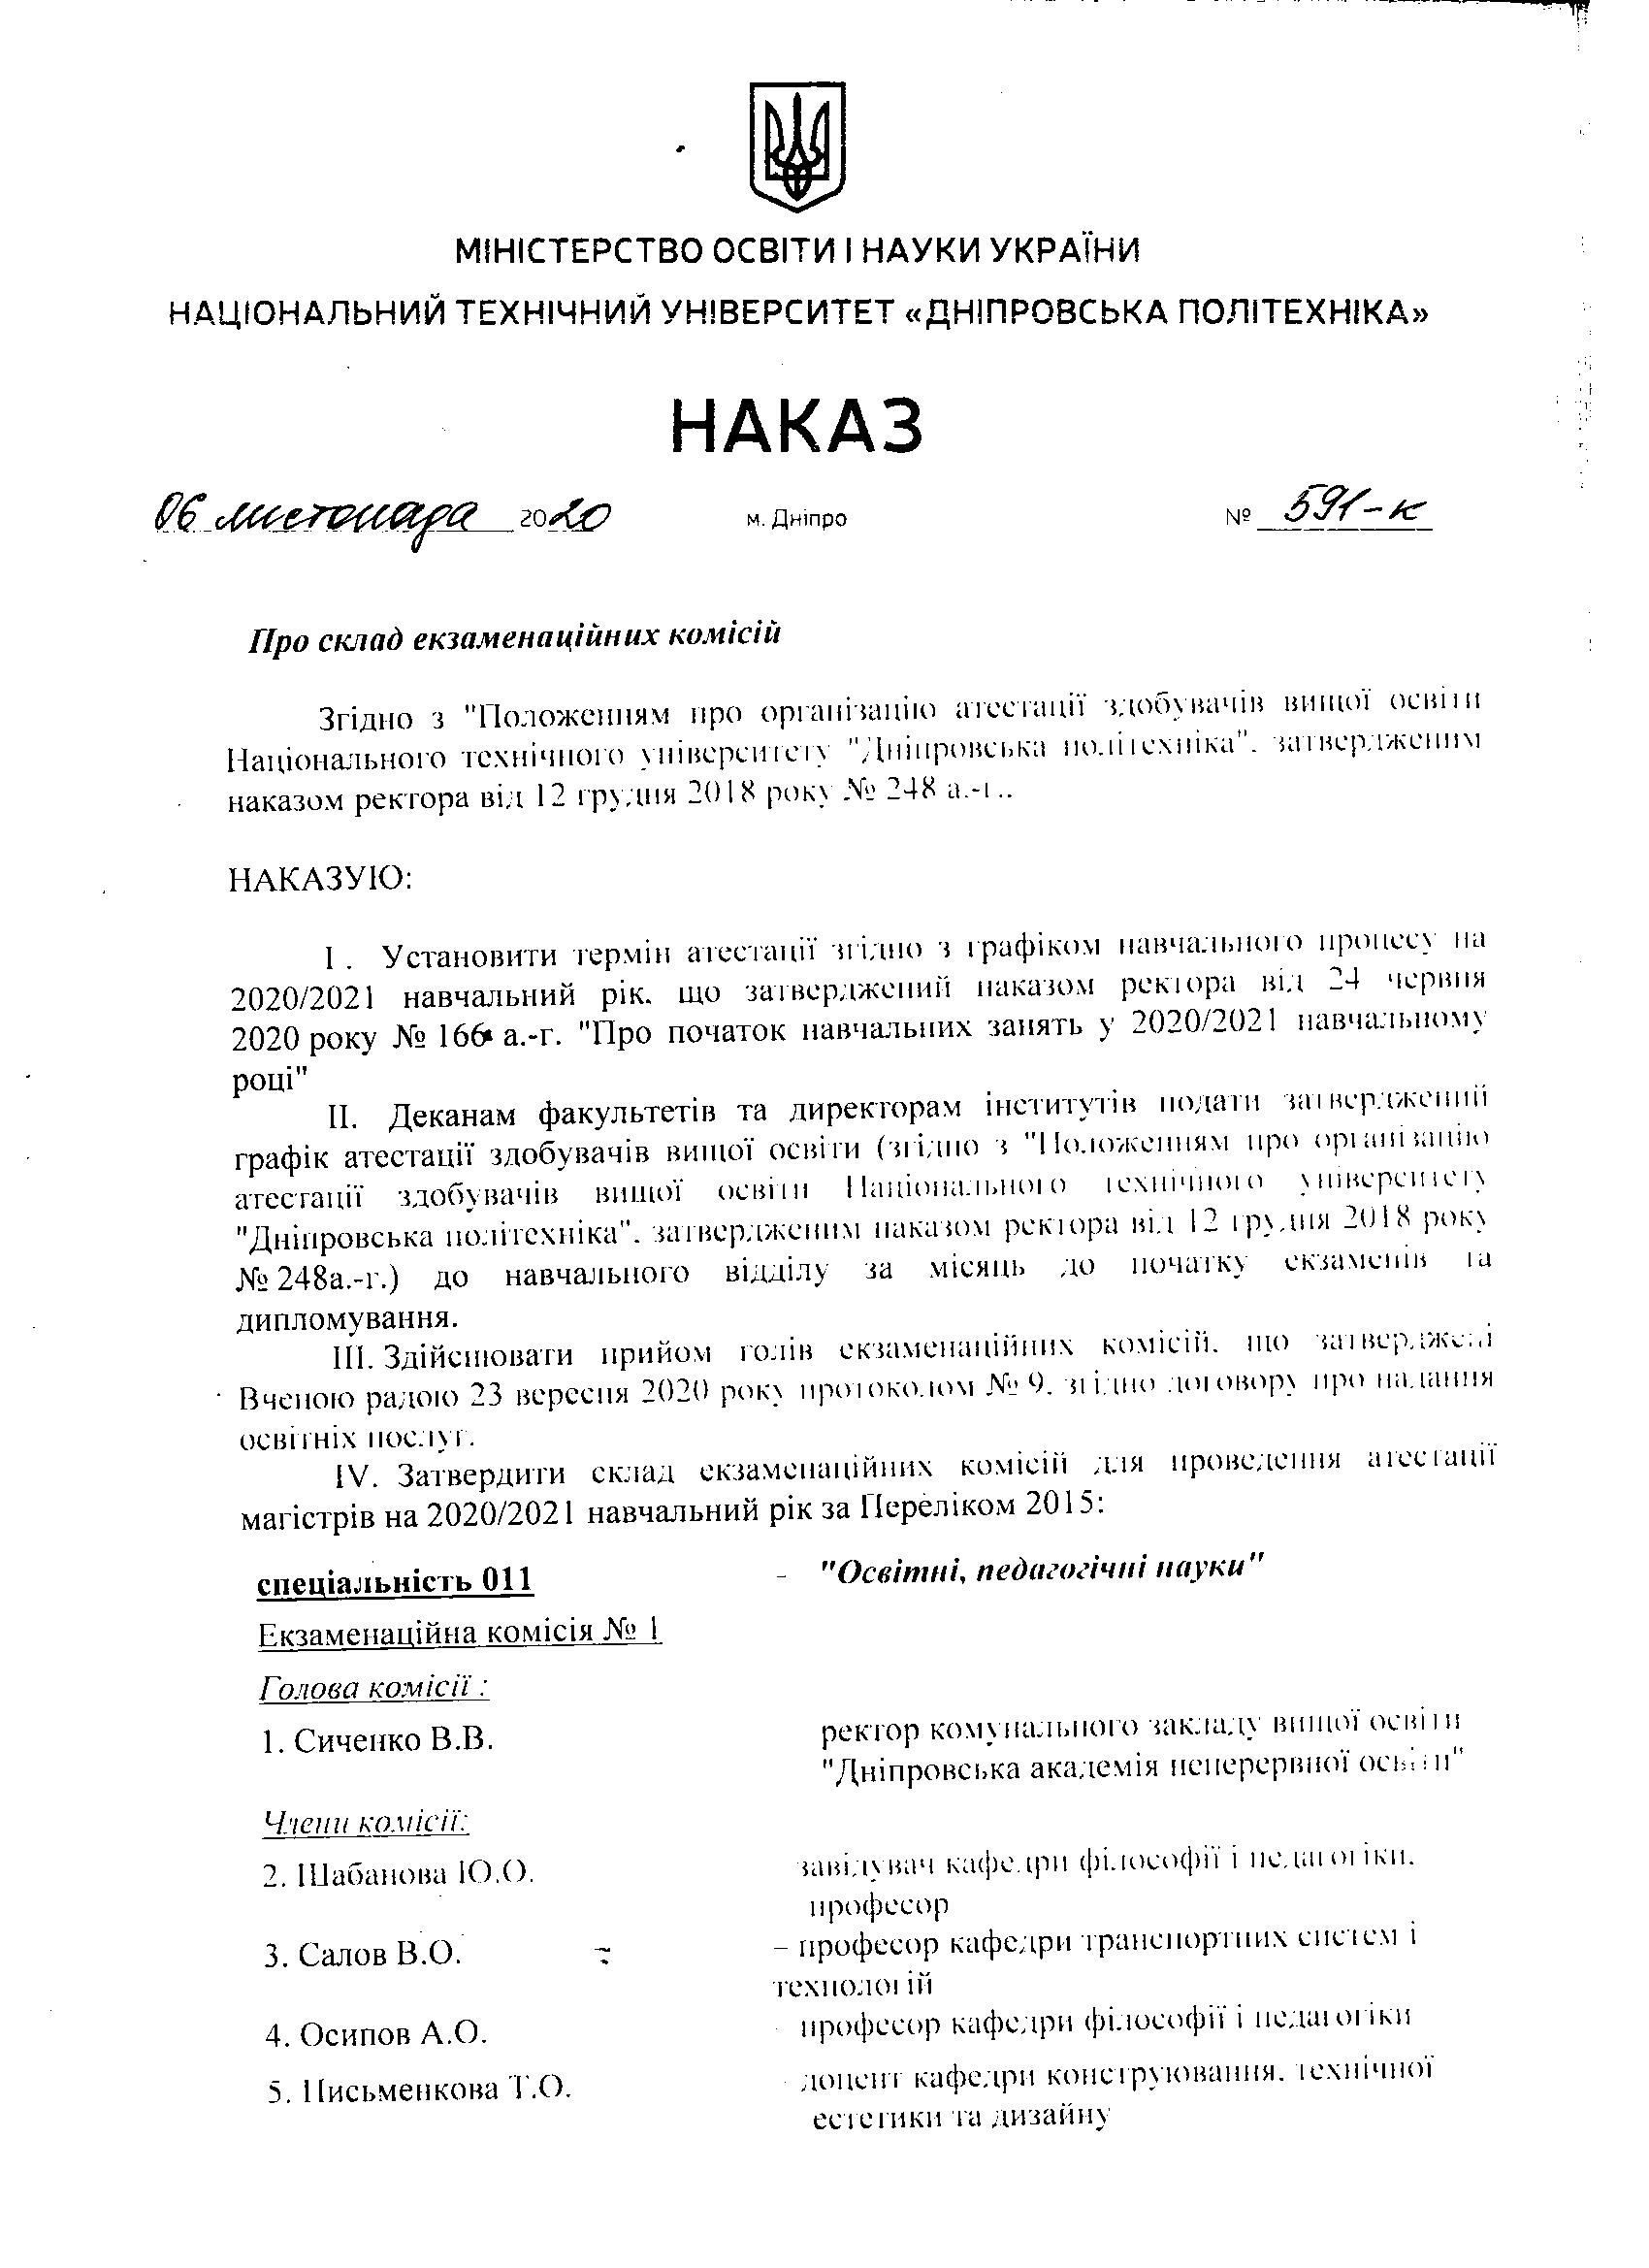 МІНІСТЕРСТВО ОСВІТИ І НАУКИ УКРАЇНИ
НАЦІОНАЛЬНИЙ ТЕХНІЧНИЙ УНІВЕРСИТЕТ «ДНІПРОВСЬКА ПОЛІТЕХНІКА»
НАКАЗ
06 листопада 2020 м. Дніпро № 591-к
Про склад екзаменаційних комісій
Згідно з "Положенням про організацію атестації здобувачів вищої освіти
Національного технічного університету "Дніпровська політехніка". затвердженим
наказом ректора від 12 грудня 2018 року № 248 а.-г..
НАКАЗУЮ:
I . Установити термін атестації згідно з графіком навчального процесу на
2020/2021 навчальний рік. що затверджений наказом ректора від 24 червня
2020 року № 166 а.-г. "Про початок навчальних занять у 2020/2021 навчальному
році"
II. Деканам факультетів та директорам інститутів подати затверджений
графік атестації здобувачів вищої освіти (згідно з "Положенням про організацію
атестації здобувачів вищої освіти Національного технічного університету
"Дніпровська політехніка". затвердженим наказом ректора від 12 грудня 2018 року
№ 248а.-г.) до навчального відділу за місяць до початку екзаменів та
дипломування.
III. Здійснювати прийом голів екзаменаційних комісій. що затверджені
Вченою радою 23 вересня 2020 року протоколом № 9. згідно договору про надання
освітніх послуг.
IV. Затвердити склад екзаменаційних комісій для проведення атестації
магістрів на 2020/2021 навчальний рік за Переліком 2015:
спеціальність 011 - "Освітні, педагогічні науки"
Екзаменаційна комісія № 1
Голова комісії :
1. Сиченко В.В. ректор комунального закладу вищої освіти
"Дніпровська академія неперервної освіти"
Члени комісії:
2. Шабанова Ю.О. завідувач кафедри філософії і педагогіки.
професор
3. Салов В.О. – професор кафедри транспортних систем і
технологій
4. Осипов А.О. професор кафедри філософії і педагогіки
5. Письменкова Т.О. доцент кафедри конструювання. технічної
естетики та дизайну